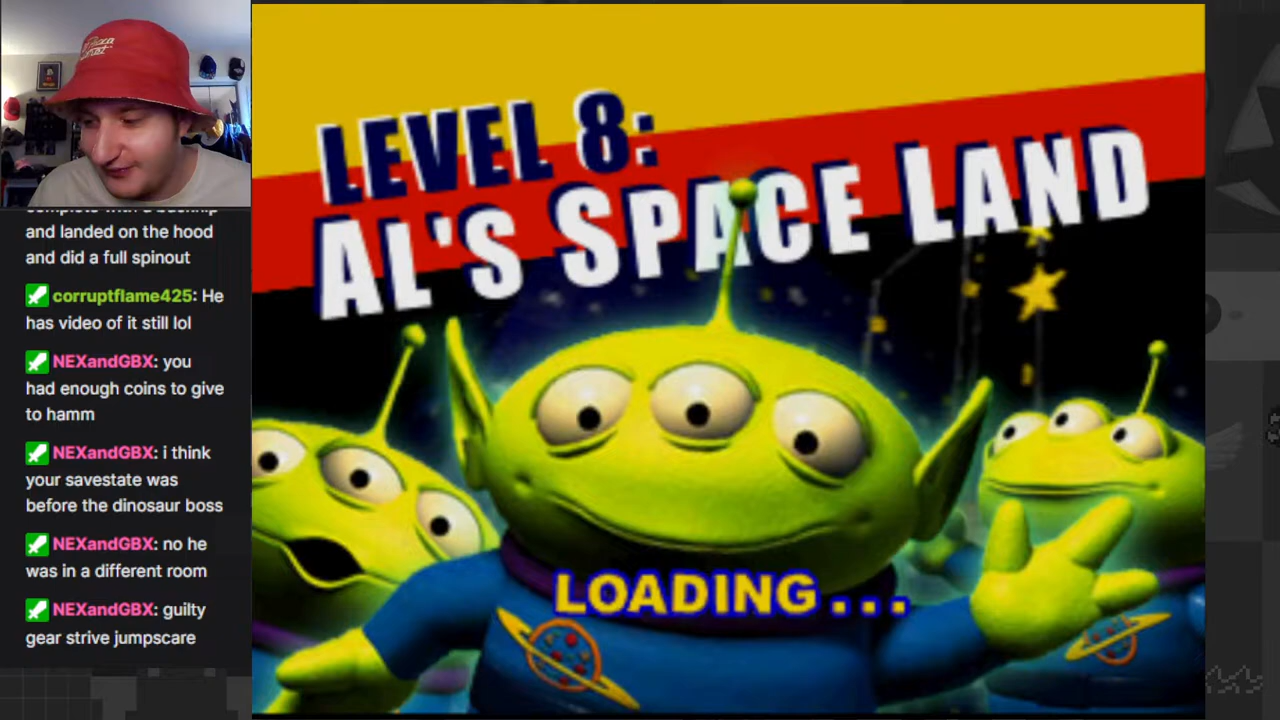 LEVEL 8:
AL'S SPACE LAND
LOADING...
and landed on the hood
and did a full spinout
corruptflame425: He
has video of it still lol
NEXandGBX: you
had enough coins to give
to hamm
NEXandGBX: i think
your savestate was
before the dinosaur boss
NEXandGBX: no he
was in a different room
NEXandGBX: guilty
gear strive jumpscare